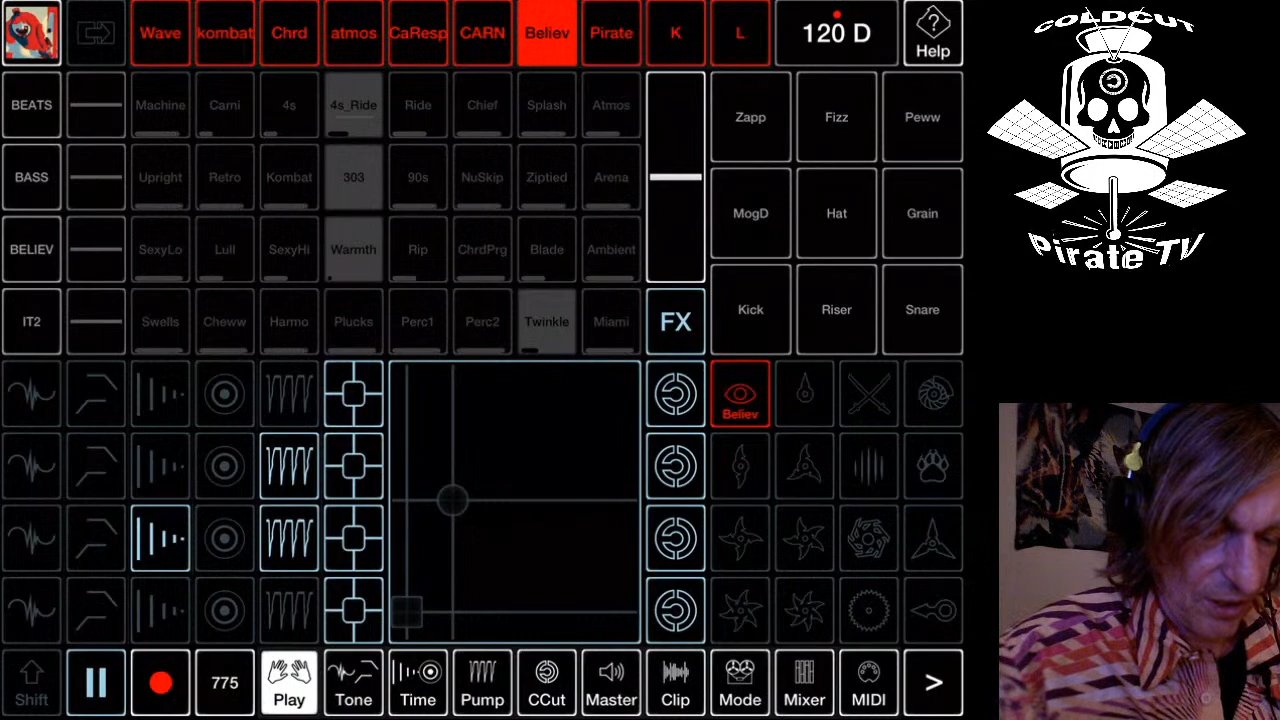 Wave kombat Chrd atmos CaResp CARN Believ Pirate K L 120 D ? Help
BEATS Machine Carni 4s 4s_Ride Ride Chief Splash Atmos
Zapp Fizz Peww
BASS Upright Retro Kombat 303 90s NuSkip Ziptied Arena
MogD Hat Grain
BELIEV SexyLo Lull SexyHi Warmth Rip ChrdPrg Blade Ambient
Kick Riser Snare
IT2 Swells Cheww Harmo Plucks Perc1 Perc2 Twinkle Miami FX
Believ
Shift 775 Play Tone Time Pump CCut Master Clip Mode Mixer MIDI >
COLDCUT
Pirate TV